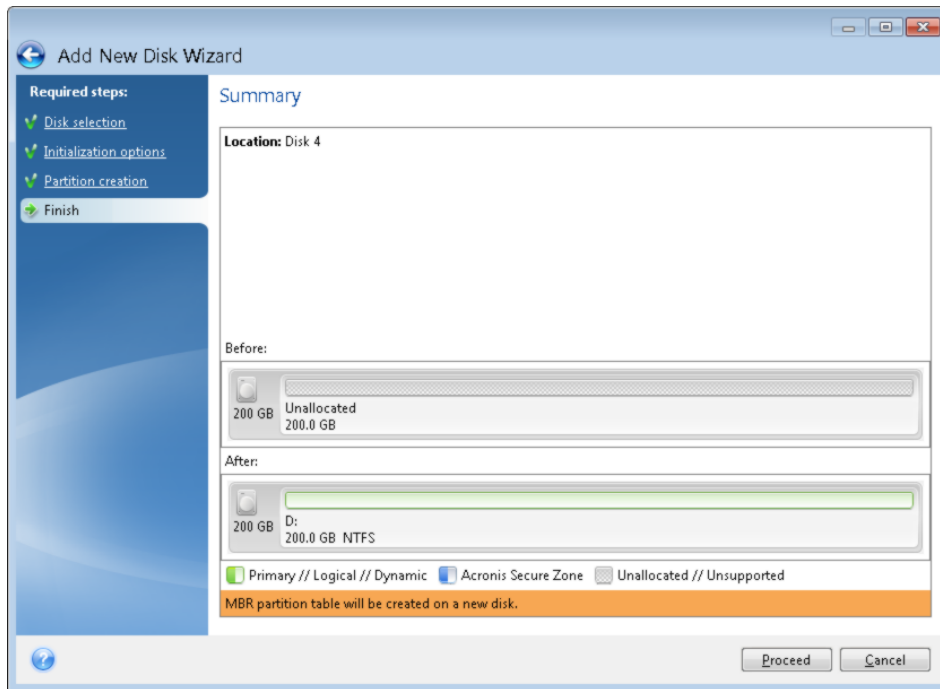 Add New Disk Wizard
Required steps:
Disk selection
Initialization options
Partition creation
Finish
Summary
Location: Disk 4
Before:
200 GB
Unallocated
200.0 GB
After:
200 GB
D:
200.0 GB NTFS
Primary // Logical // Dynamic Acronis Secure Zone Unallocated // Unsupported
MBR partition table will be created on a new disk.
?
Proceed Cancel